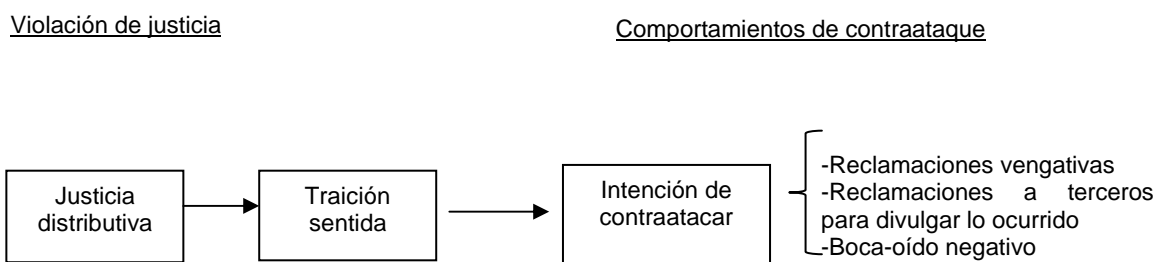 Violación de justicia
Comportamientos de contraataque
Justicia
distributiva
Traición
sentida
Intención de
contraatacar
-Reclamaciones vengativas
-Reclamaciones a terceros
para divulgar lo ocurrido
-Boca-oído negativo